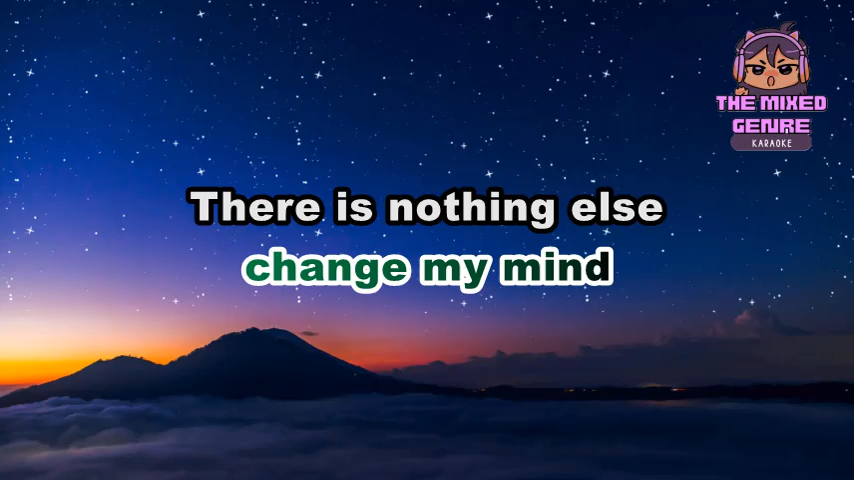 THE MIXED
GENRE
KARAOKE
There is nothing else
change my mind